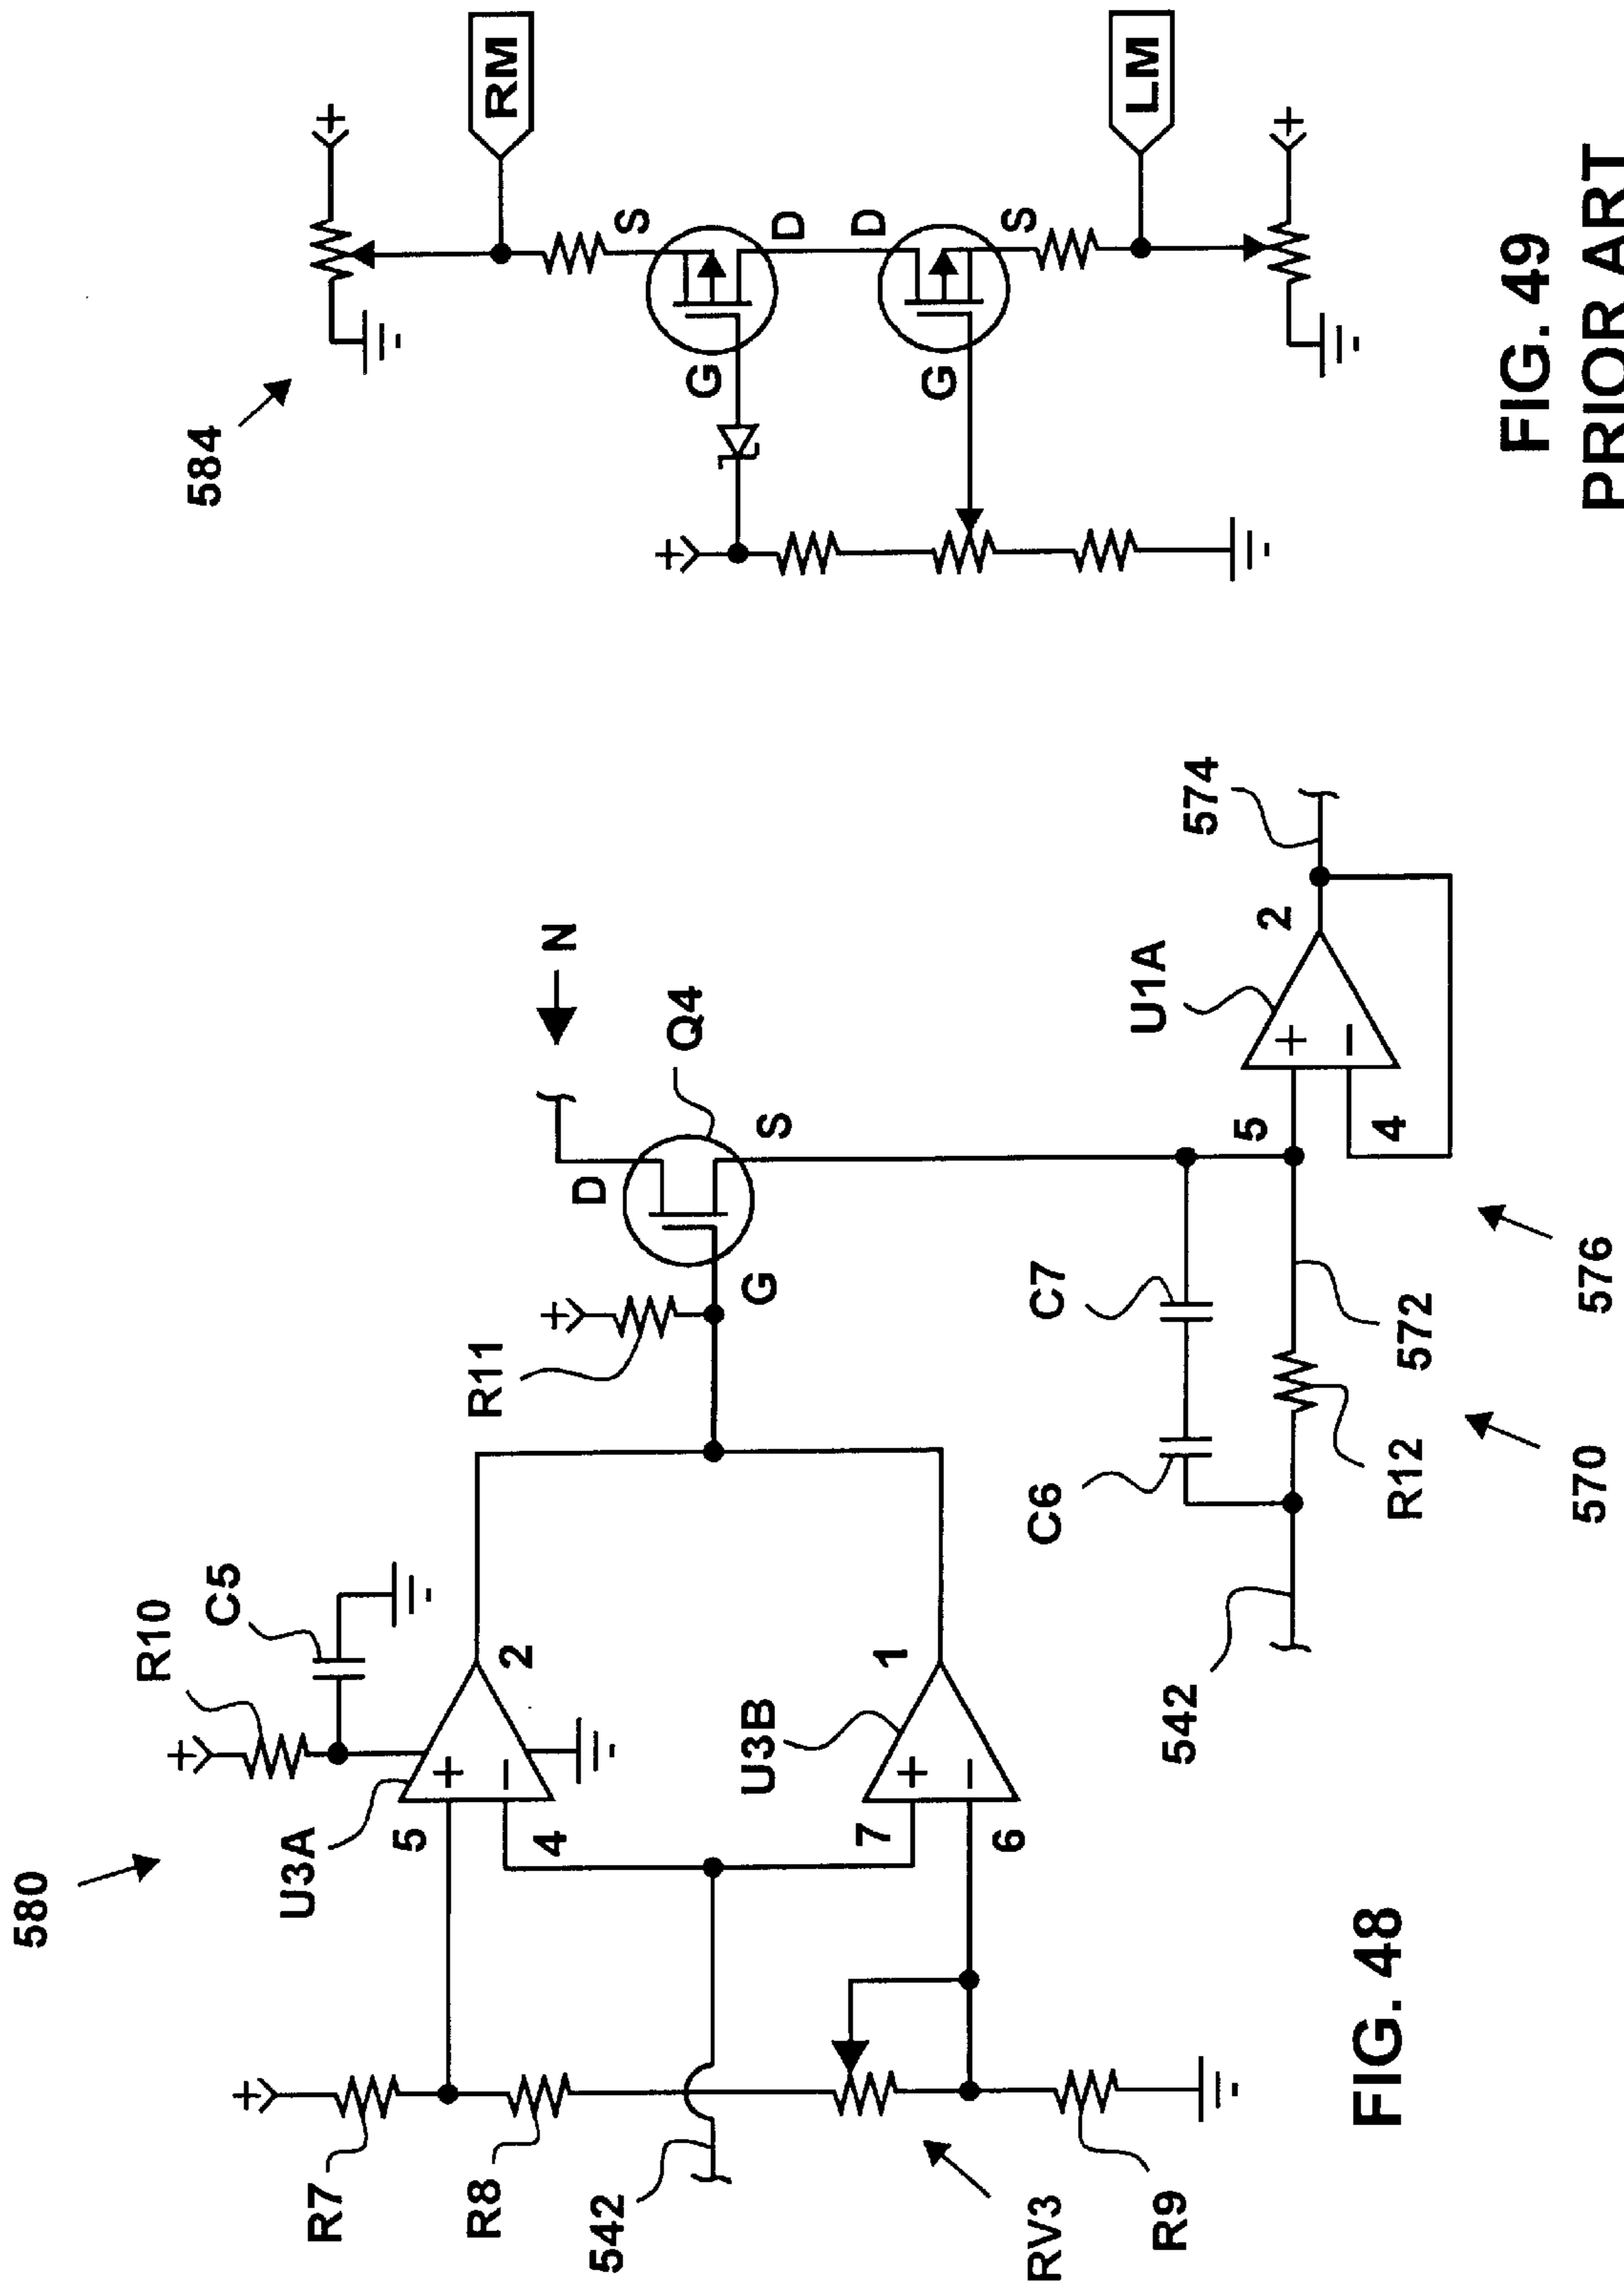 580
R7
R8
542
RV3
R9
U3A
5
4
+
−
2
R10
+
C5
+
U3B
7
6
+
−
1
R11
+
G
D
S
Q4
N
542
C6
C7
R12
572
570
576
U1A
5
4
+
−
2
574
FIG. 48
584
+
+
+
G
G
S
D
D
S
RM
LM
FIG. 49
PRIOR ART